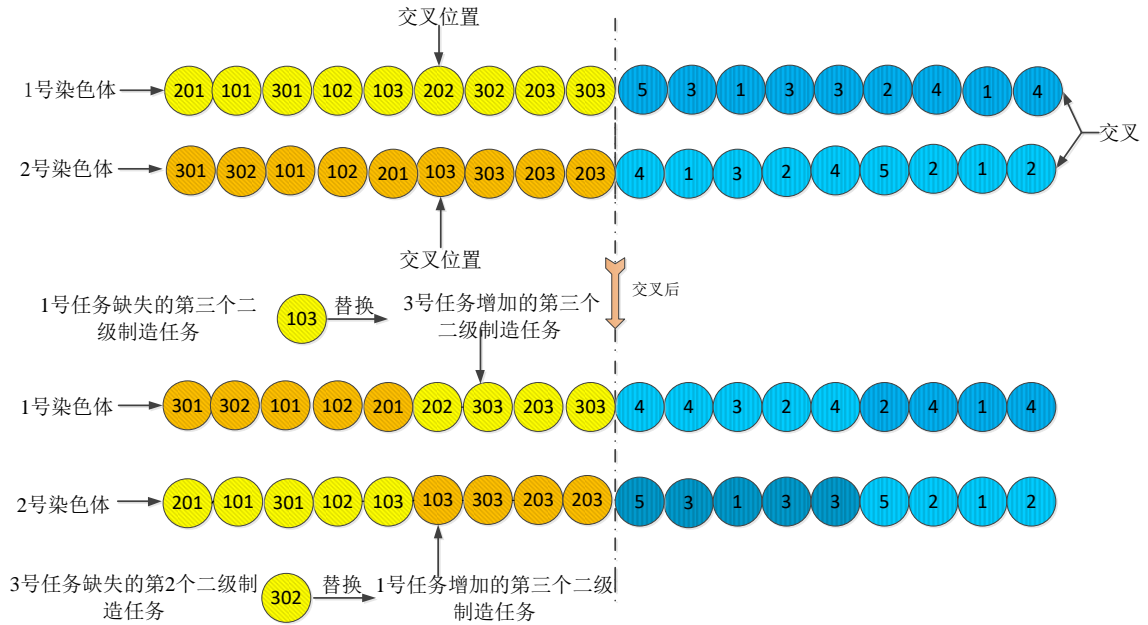 交叉位置
1号染色体 201 101 301 102 103 202 302 203 303 5 3 1 3 3 2 4 1 4
交叉
2号染色体 301 302 101 102 201 103 303 203 203 4 1 3 2 4 5 2 1 2
交叉位置
交叉后
1号任务缺失的第三个二
级制造任务
103
替换
3号任务增加的第三个
二级制造任务
1号染色体 301 302 101 102 201 202 303 203 303 4 4 3 2 4 2 4 1 4
2号染色体 201 101 301 102 103 103 303 203 203 5 3 1 3 3 5 2 1 2
3号任务缺失的第2个二级制
造任务
302
替换
1号任务增加的第三个二级
制造任务